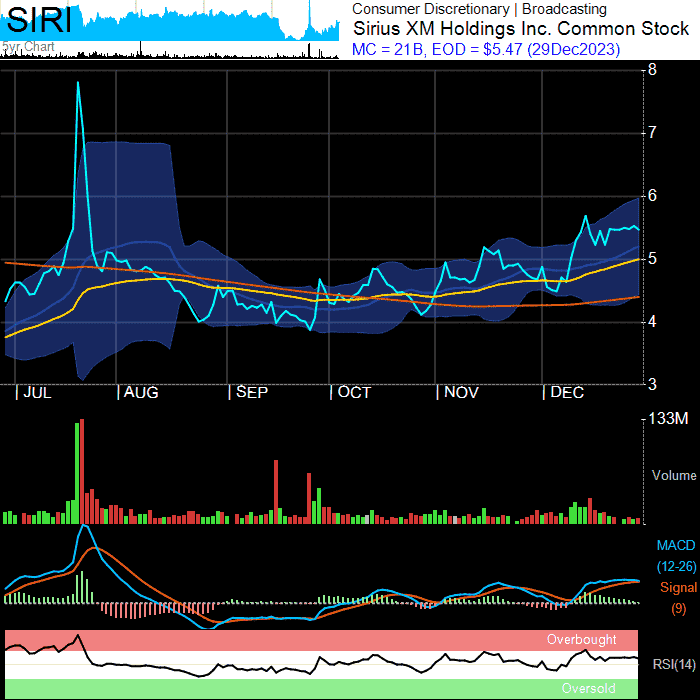 SIRI
5yr Chart
Consumer Discretionary | Broadcasting
Sirius XM Holdings Inc. Common Stock
MC = 21B, EOD = $5.47 (29Dec2023)
8
7
6
5
4
3
| JUL | AUG | SEP | OCT | NOV | DEC
133M
Volume
MACD
(12-26)
Signal
(9)
Overbought
RSI(14)
Oversold